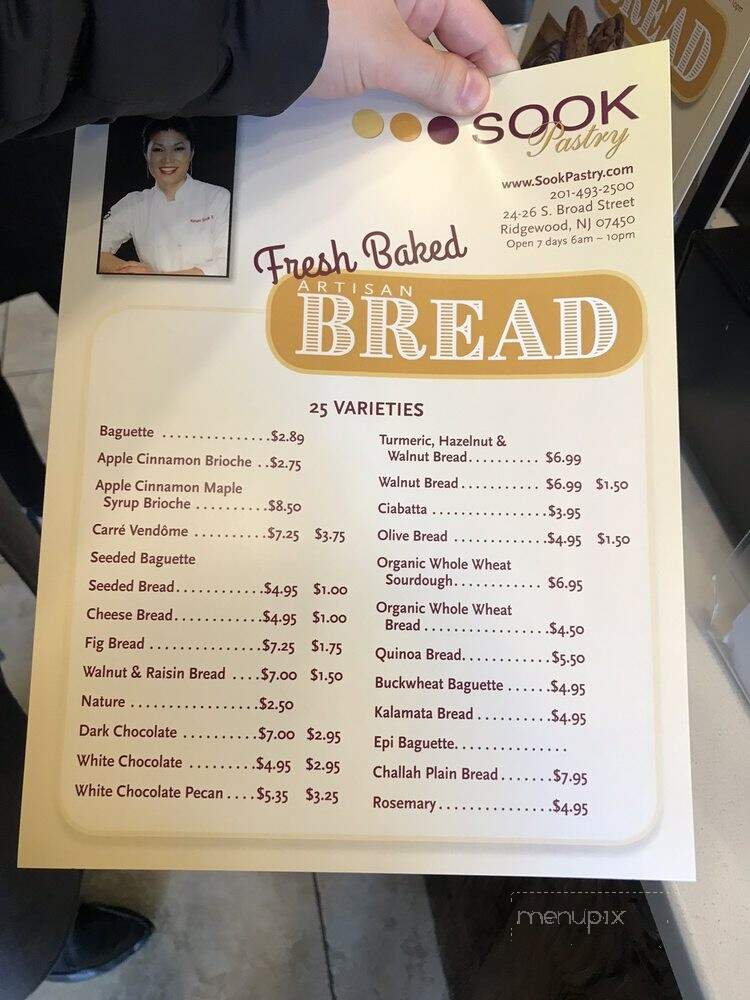 BREAD
SOOK
Pastry
www.SookPastry.com
201-493-2500
24-26 S. Broad Street
Ridgewood, NJ 07450
Open 7 days 6am – 10pm
Fresh Baked
ARTISAN
BREAD
25 VARIETIES
Baguette ...............$2.89
Apple Cinnamon Brioche ..$2.75
Apple Cinnamon Maple
Syrup Brioche ..........$8.50
Carré Vendôme ..........$7.25 $3.75
Seeded Baguette
Seeded Bread............$4.95 $1.00
Cheese Bread............$4.95 $1.00
Fig Bread ...............$7.25 $1.75
Walnut & Raisin Bread ....$7.00 $1.50
Nature ..................$2.50
Dark Chocolate ..........$7.00 $2.95
White Chocolate .........$4.95 $2.95
White Chocolate Pecan ....$5.35 $3.25
Turmeric, Hazelnut &
Walnut Bread.......... $6.99
Walnut Bread........... $6.99 $1.50
Ciabatta ................$3.95
Olive Bread .............$4.95 $1.50
Organic Whole Wheat
Sourdough............. $6.95
Organic Whole Wheat
Bread ..................$4.50
Quinoa Bread.............$5.50
Buckwheat Baguette ......$4.95
Kalamata Bread ..........$4.95
Epi Baguette................
Challah Plain Bread.......$7.95
Rosemary................$4.95
menupix